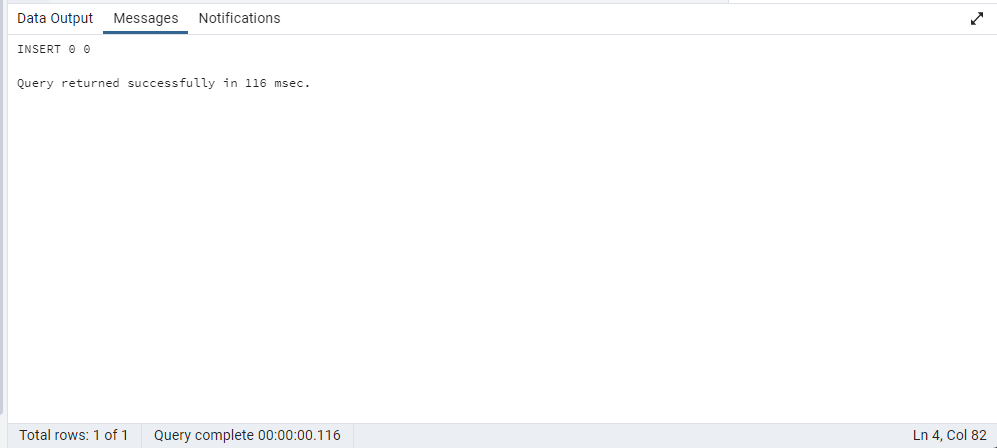 Data Output Messages Notifications
INSERT 0 0
Query returned successfully in 116 msec.
Total rows: 1 of 1 Query complete 00:00:00.116 Ln 4, Col 82